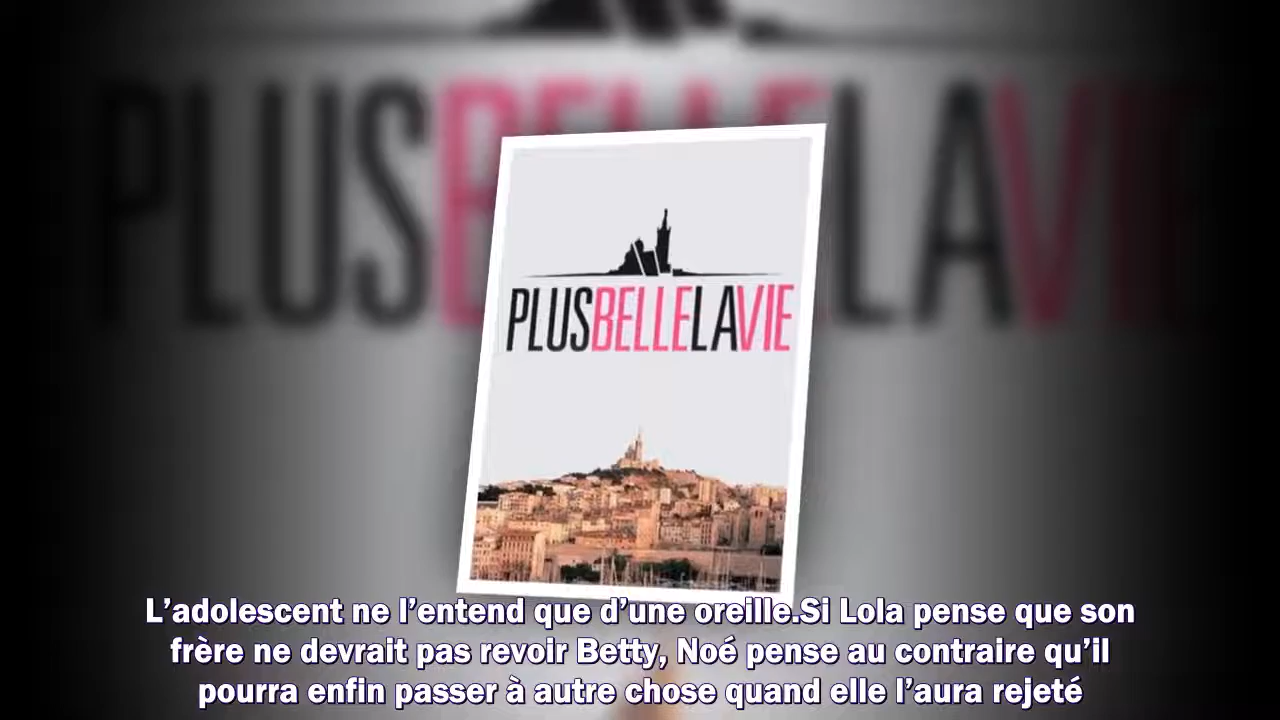 PLUSBELLELAVIE
PLUSBELLELAVIE
L’adolescent ne l’entend que d’une oreille.Si Lola pense que son
frère ne devrait pas revoir Betty, Noé pense au contraire qu’il
pourra enfin passer à autre chose quand elle l’aura rejeté